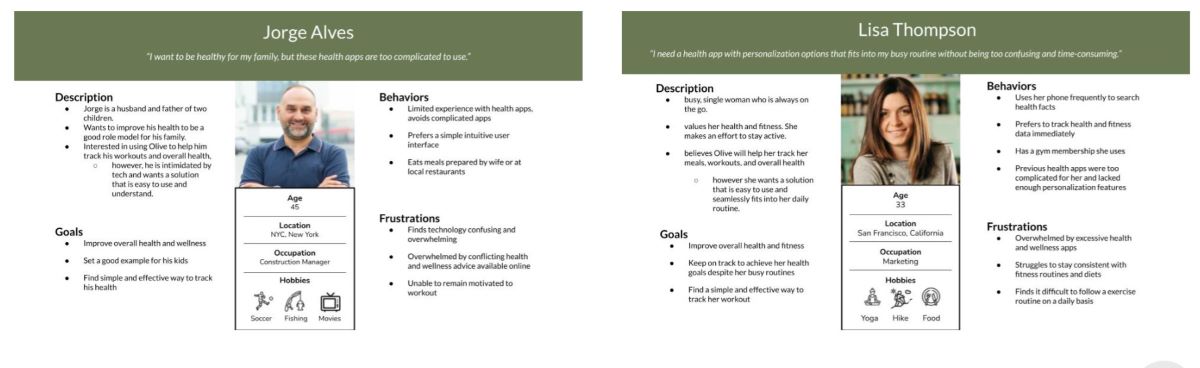 Jorge Alves
"I want to be healthy for my family, but these health apps are too complicated to use."
Description
● Jorge is a husband and father of two
children.
● Wants to improve his health to be a
good role model for his family.
● Interested in using Olive to help him
track his workouts and overall health,
○ however, he is intimidated by
tech and wants a solution
that is easy to use and
understand.
Goals
● Improve overall health and wellness
● Set a good example for his kids
● Find simple and effective way to track
his health
Age
45
Location
NYC, New York
Occupation
Construction Manager
Hobbies
Soccer Fishing Movies
Behaviors
● Limited experience with health apps,
avoids complicated apps
● Prefers a simple intuitive user
interface
● Eats meals prepared by wife or at
local restaurants
Frustrations
● Finds technology confusing and
overwhelming
● Overwhelmed by conflicting health
and wellness advice available online
● Unable to remain motivated to
workout
Lisa Thompson
"I need a health app with personalization options that fits into my busy routine without being too confusing and time-consuming."
Description
● busy, single woman who is always on
the go.
● values her health and fitness. She
makes an effort to stay active.
● believes Olive will help her track her
meals, workouts, and overall health
○ however she wants a solution
that is easy to use and
seamlessly fits into her daily
routine.
Goals
● Improve overall health and fitness
● Keep on track to achieve her health
goals despite her busy routines
● Find a simple and effective way to
track her workout
Age
33
Location
San Francisco, California
Occupation
Marketing
Hobbies
Yoga Hike Food
Behaviors
● Uses her phone frequently to search
health facts
● Prefers to track health and fitness
data immediately
● Has a gym membership she uses
● Previous health apps were too
complicated for her and lacked
enough personalization features
Frustrations
● Overwhelmed by excessive health
and wellness apps
● Struggles to stay consistent with
fitness routines and diets
● Finds it difficult to follow a exercise
routine on a daily basis